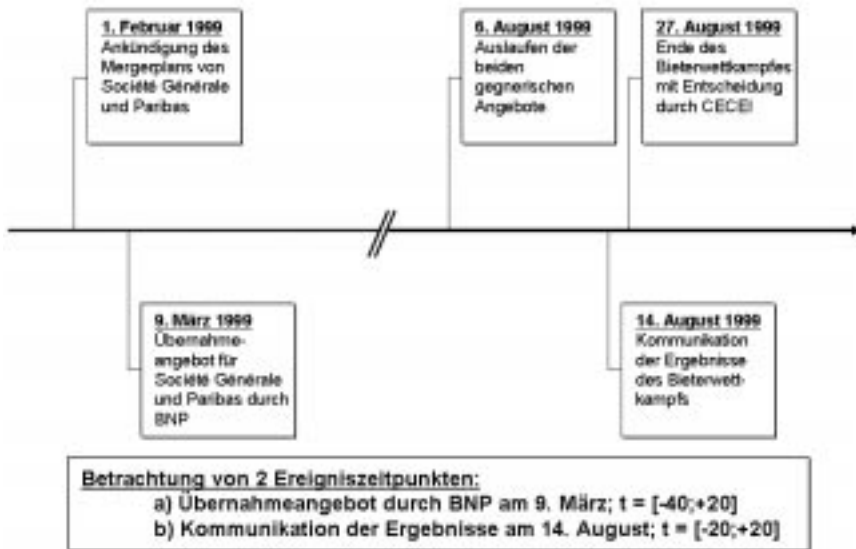 1. Februar 1999
Ankündigung des
Mergerplans von
Société Générale
und Paribas
6. August 1999
Auslaufen der
beiden
gegnerischen
Angebote
27. August 1999
Ende des
Bieterwettkampfes
mit Entscheidung
durch CECEI
9. März 1999
Übernahme-
angebot für
Société Générale
und Paribas durch
BNP
14. August 1999
Kommunikation
der Ergebnisse
des Bieterwett-
kampfs
Betrachtung von 2 Ereigniszeitpunkten:
a) Übernahmeangebot durch BNP am 9. März; t = [-40;+20]
b) Kommunikation der Ergebnisse am 14. August; t = [-20;+20]